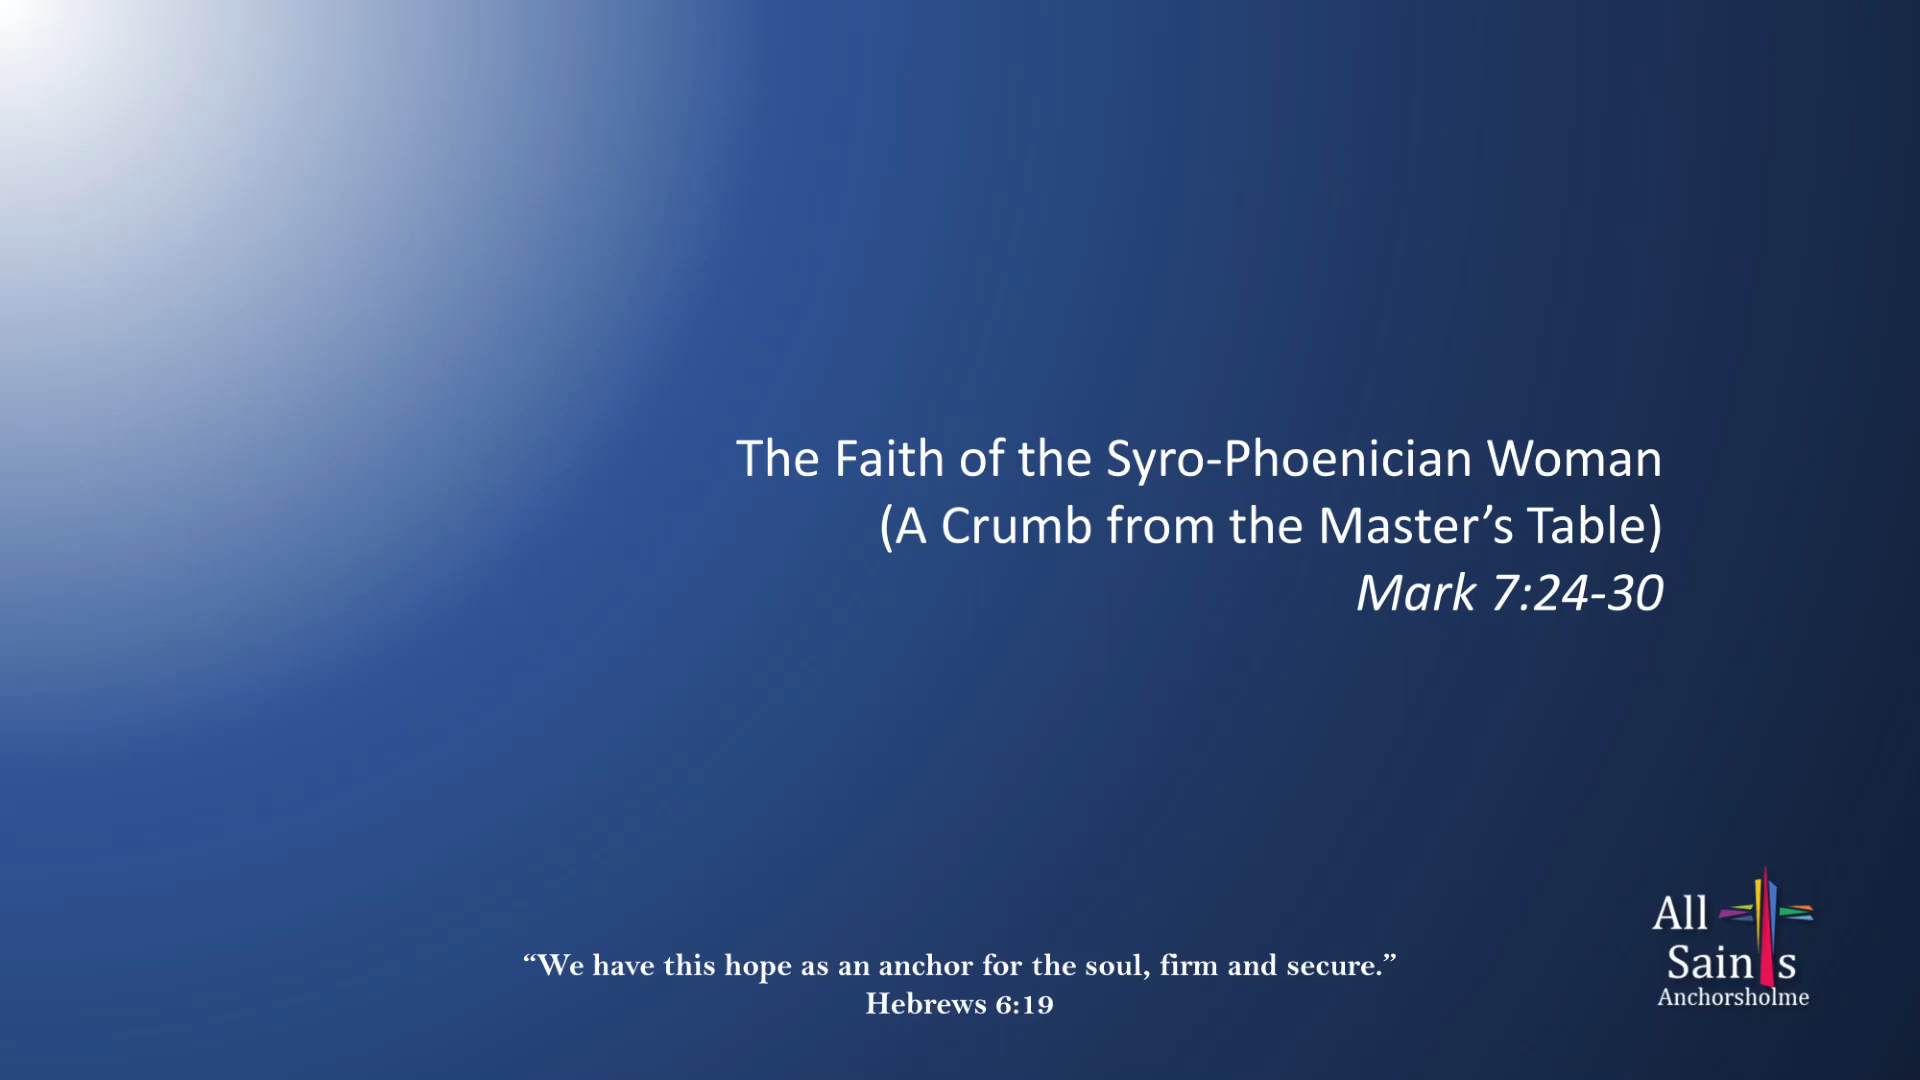 The Faith of the Syro-Phoenician Woman
(A Crumb from the Master’s Table)
Mark 7:24-30
“We have this hope as an anchor for the soul, firm and secure.”
Hebrews 6:19
All
Saints
Anchorsholme